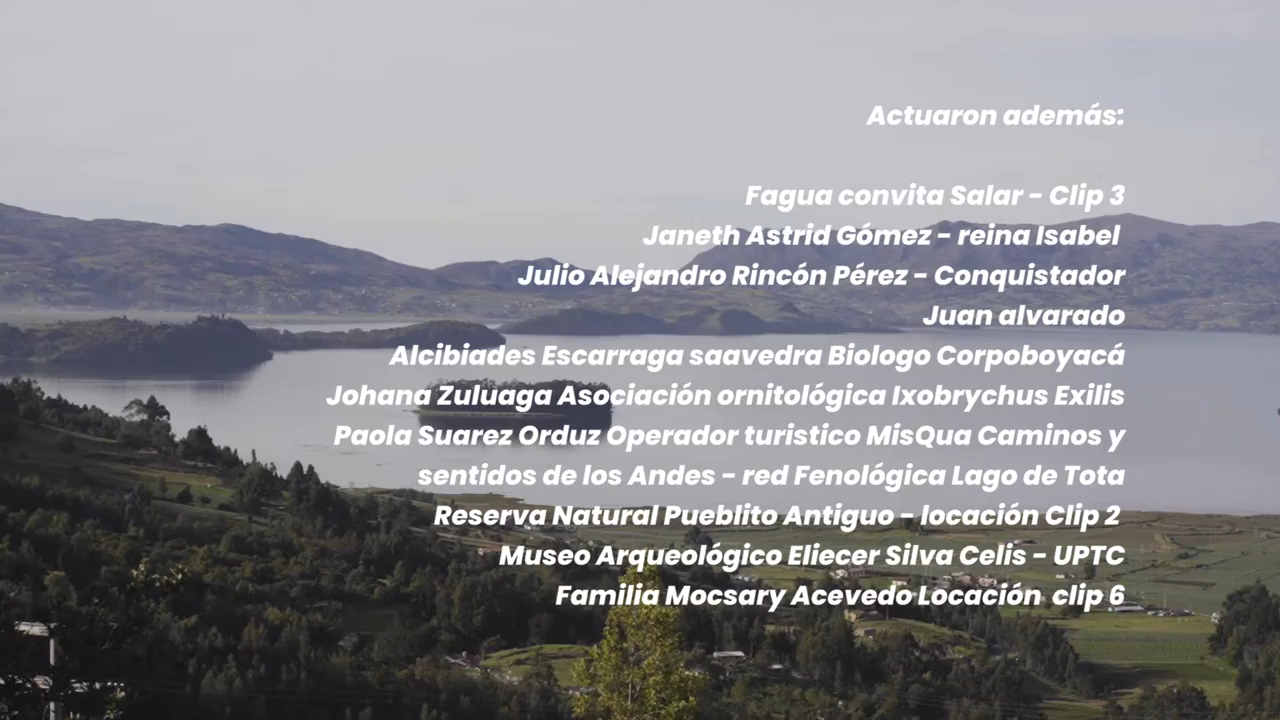 Actuaron además:
Fagua convita Salar - Clip 3
Janeth Astrid Gómez - reina Isabel
Julio Alejandro Rincón Pérez - Conquistador
Juan alvarado
Alcibiades Escarraga saavedra Biologo Corpoboyacá
Johana Zuluaga Asociación ornitológica Ixobrychus Exilis
Paola Suarez Orduz Operador turistico MisQua Caminos y
sentidos de los Andes - red Fenológica Lago de Tota
Reserva Natural Pueblito Antiguo - locación Clip 2
Museo Arqueológico Eliecer Silva Celis - UPTC
Familia Mocsary Acevedo Locación clip 6